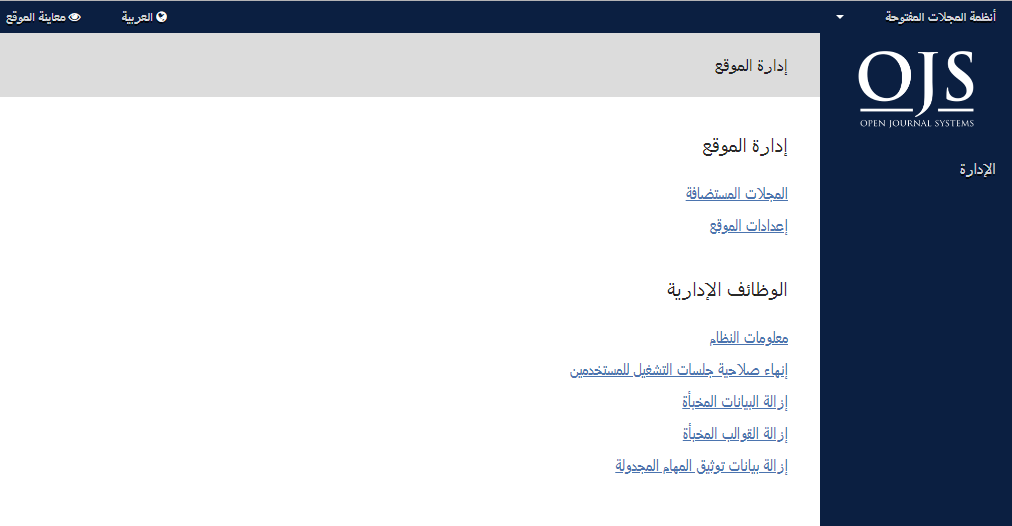 أنظمة المجلات المفتوحة
العربية
معاينة الموقع
OJS
OPEN JOURNAL SYSTEMS
الإدارة
إدارة الموقع
إدارة الموقع
المجلات المستضافة
إعدادات الموقع
الوظائف الإدارية
معلومات النظام
إنهاء صلاحية جلسات التشغيل للمستخدمين
إزالة البيانات المخبأة
إزالة القوالب المخبأة
إزالة بيانات توثيق المهام المجدولة